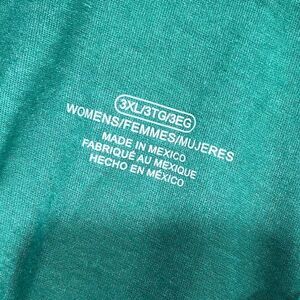 3XL/3TG/3EG
WOMENS/FEMMES/MUJERES
MADE IN MEXICO
FABRIQUÉ AU MEXIQUE
HECHO EN MÉXICO